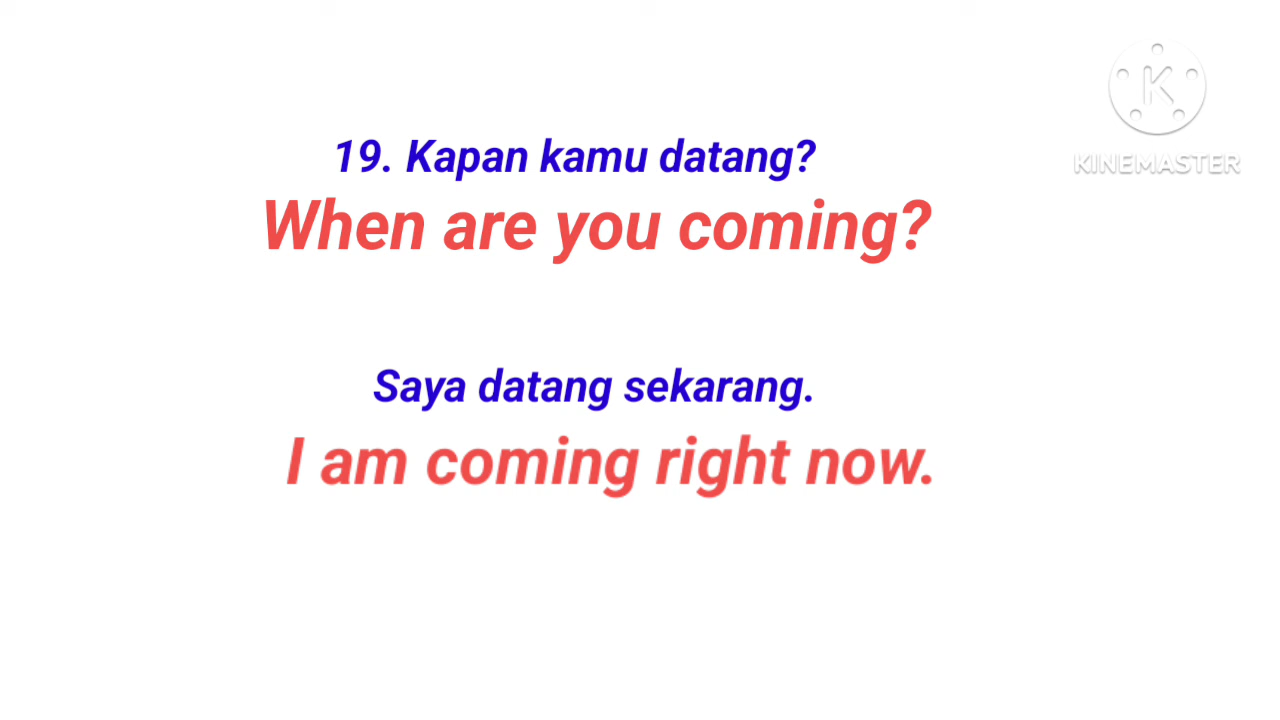 19. Kapan kamu datang?
When are you coming?
Saya datang sekarang.
I am coming right now.
K
KINEMASTER